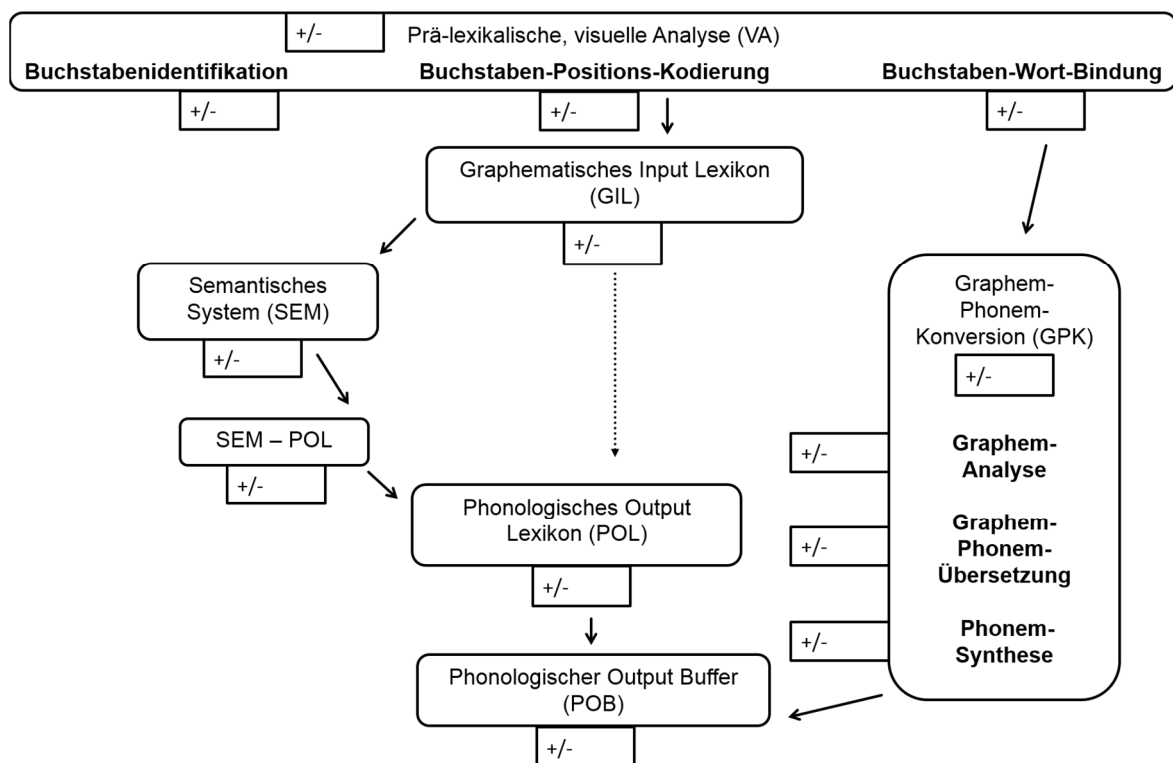 +/- Prä-lexikalische, visuelle Analyse (VA)
Buchstabenidentifikation Buchstaben-Positions-Kodierung Buchstaben-Wort-Bindung
+/- +/- +/-
Graphematisches Input Lexikon
(GIL)
+/-
Semantisches
System (SEM)
+/-
SEM – POL
+/-
Phonologisches Output
Lexikon (POL)
+/-
Phonologischer Output Buffer
(POB)
+/-
Graphem-
Phonem-
Konversion (GPK)
+/-
+/- Graphem-
Analyse
Graphem-
+/- Phonem-
Übersetzung
+/- Phonem-
Synthese